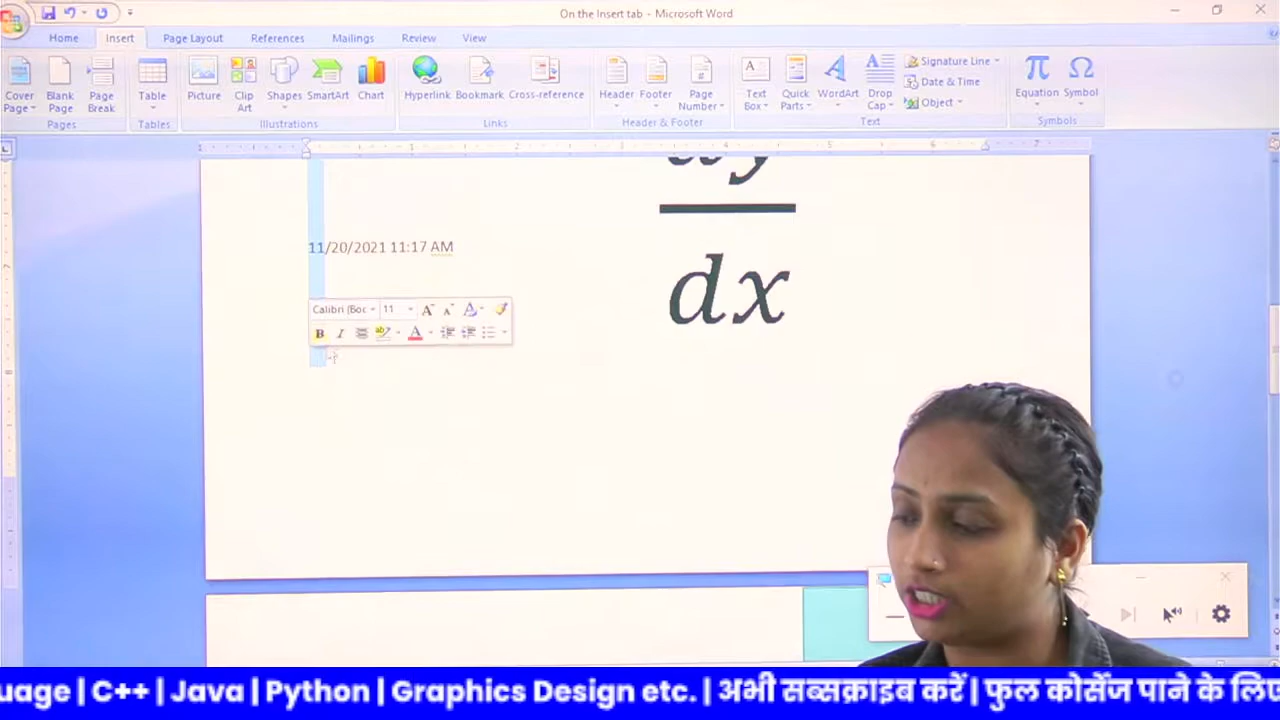 On the Insert tab - Microsoft Word
Home Insert Page Layout References Mailings Review View
Cover Page
Blank Page
Page Break
Table
Picture
Clip Art
Shapes
SmartArt
Chart
Hyperlink
Bookmark
Cross-reference
Header
Footer
Page Number
Text Box
Quick Parts
WordArt
Drop Cap
Signature Line
Date & Time
Object
Equation
Symbol
Pages Tables Illustrations Links Header & Footer Text Symbols
dy
dx
11/20/2021 11:17 AM
Calibri (Boc 11
uage | C++ | Java | Python | Graphics Design etc. | अभी सब्सक्राइब करें | फुल कोर्सेज पाने के लिए